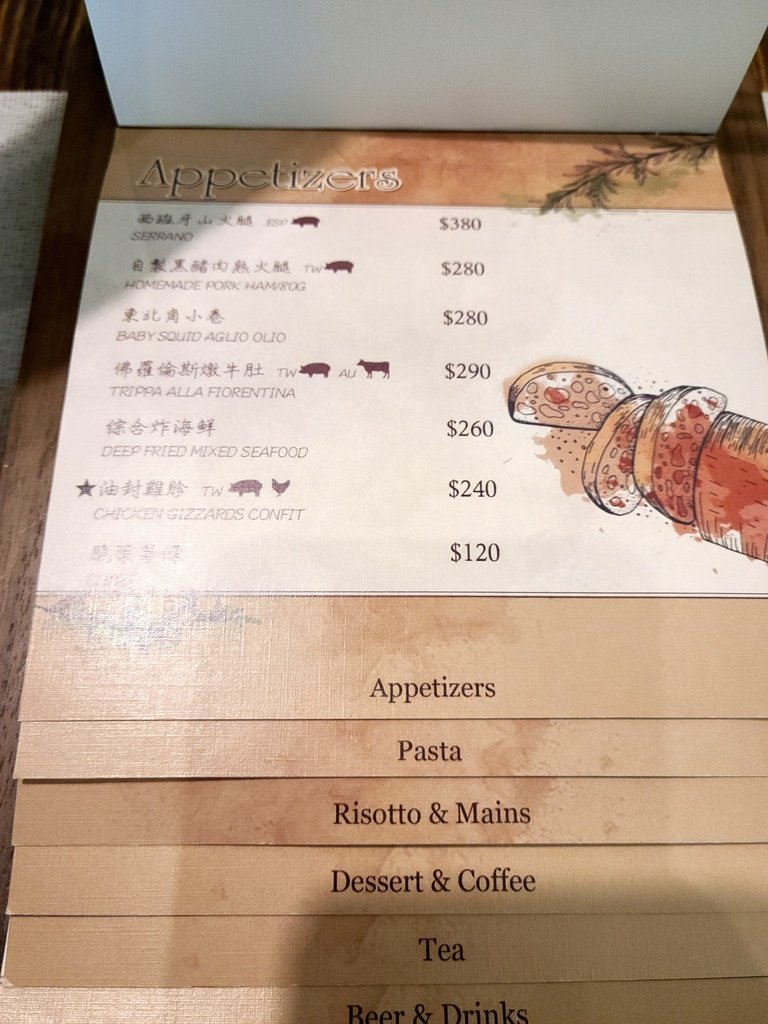 Appetizers
西班牙山火腿 ESP $380
SERRANO
自製黑豬肉熟火腿 TW $280
HOMEMADE PORK HAM/80G
東北角小卷 $280
BABY SQUID AGLIO OLIO
佛羅倫斯燉牛肚 TW AU $290
TRIPPA ALLA FIORENTINA
綜合炸海鮮 $260
DEEP FRIED MIXED SEAFOOD
★油封雞胗 TW $240
CHICKEN GIZZARDS CONFIT
$120
Appetizers
Pasta
Risotto & Mains
Dessert & Coffee
Tea
Beer & Drinks